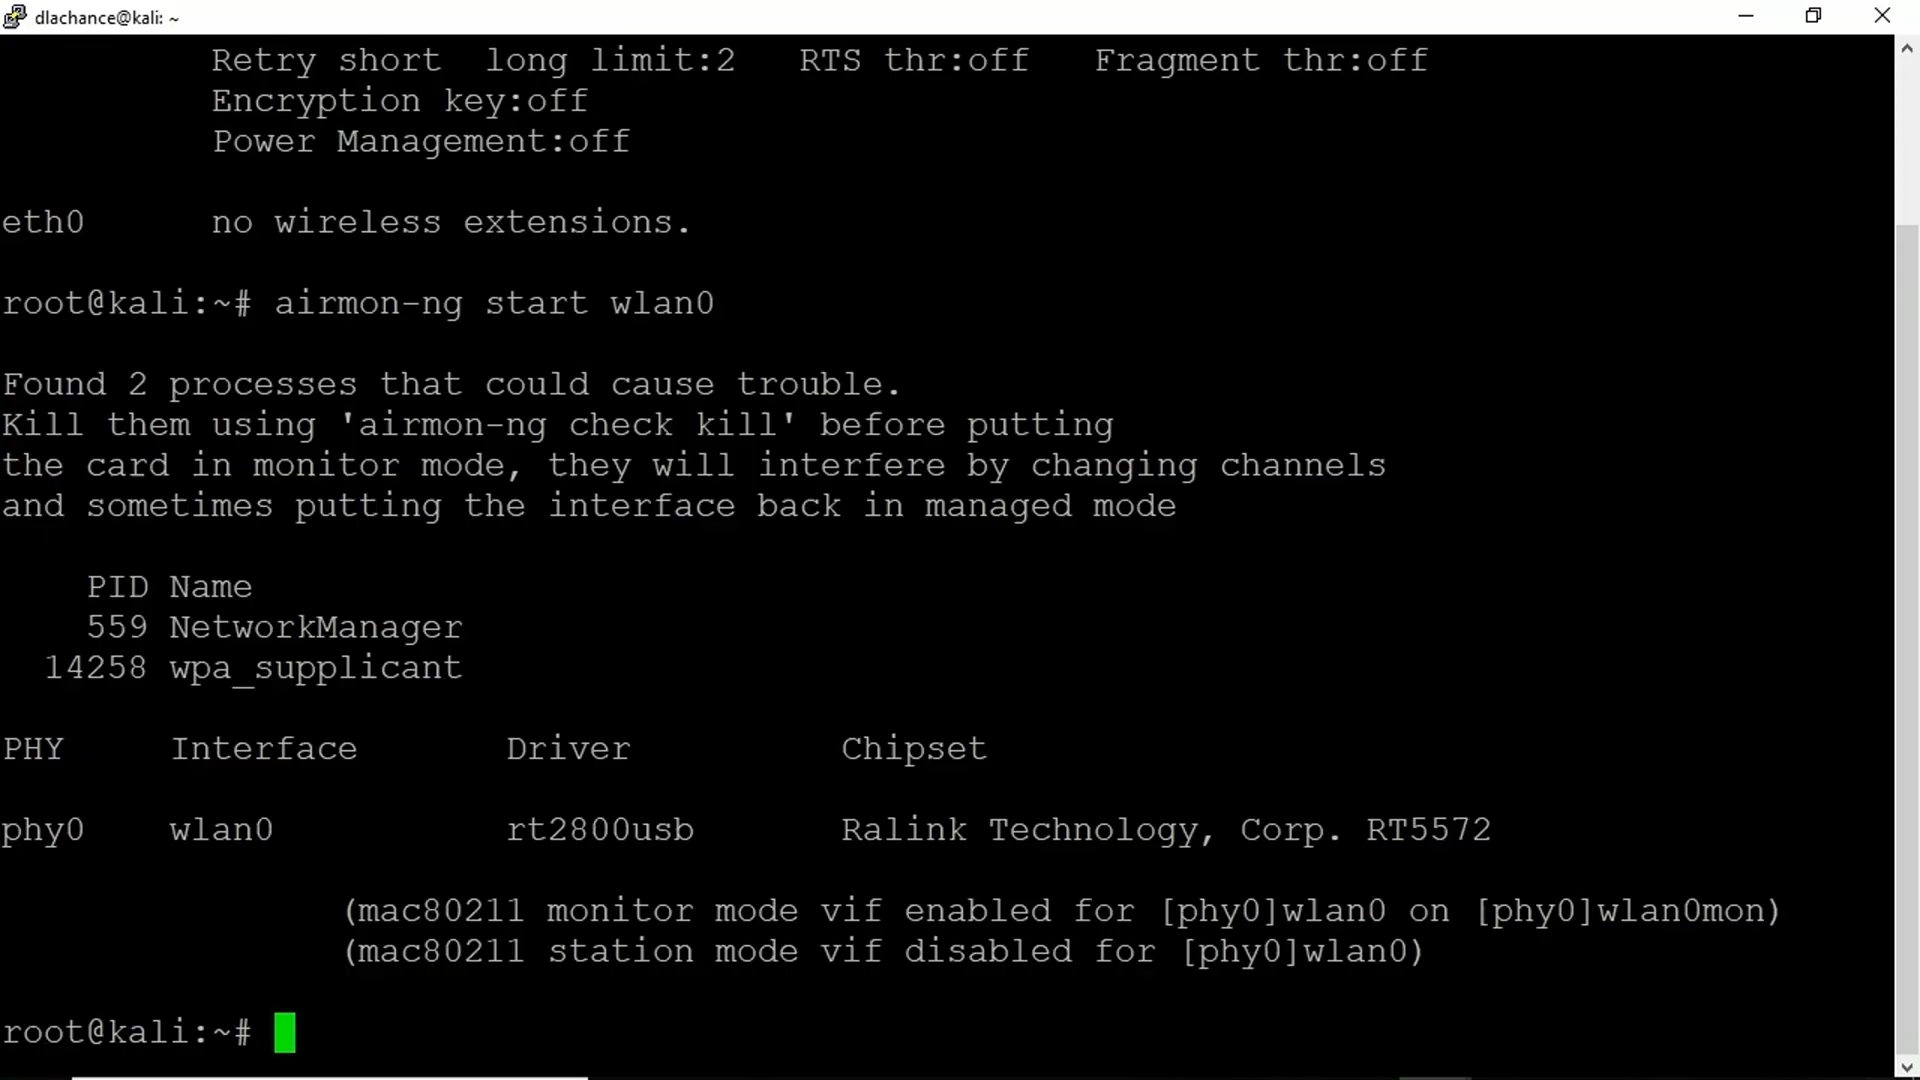 dlachance@kali: ~
Retry short  long limit:2   RTS thr:off   Fragment thr:off
Encryption key:off
Power Management:off
eth0      no wireless extensions.
root@kali:~# airmon-ng start wlan0
Found 2 processes that could cause trouble.
Kill them using 'airmon-ng check kill' before putting
the card in monitor mode, they will interfere by changing channels
and sometimes putting the interface back in managed mode
PID Name
559 NetworkManager
14258 wpa_supplicant
PHY     Interface       Driver          Chipset
phy0    wlan0           rt2800usb       Ralink Technology, Corp. RT5572
(mac80211 monitor mode vif enabled for [phy0]wlan0 on [phy0]wlan0mon)
(mac80211 station mode vif disabled for [phy0]wlan0)
root@kali:~#